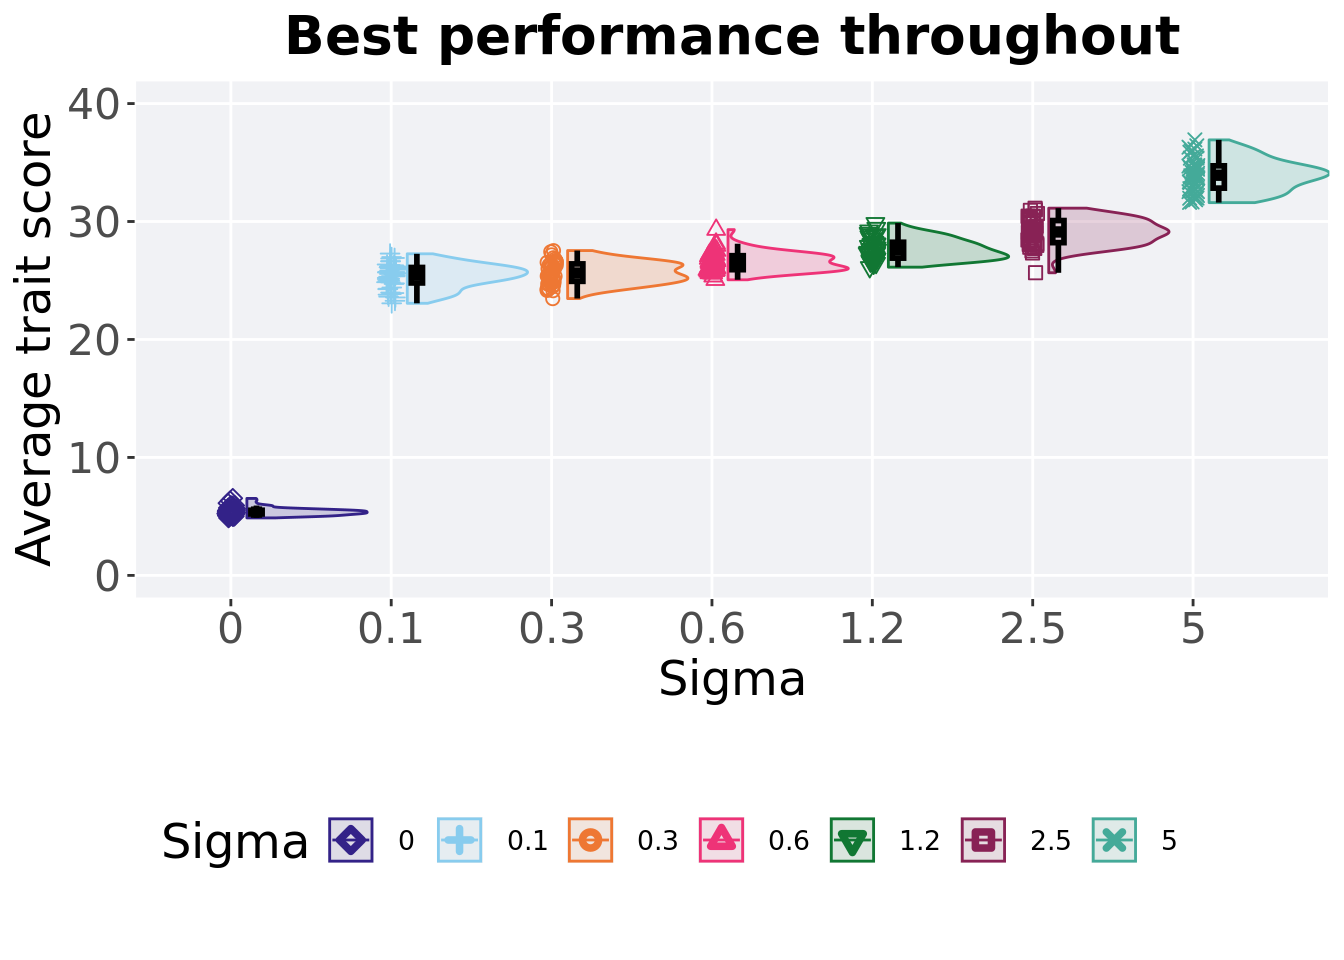 Best performance throughout
Average trait score
40
30
20
10
0
0 0.1 0.3 0.6 1.2 2.5 5
Sigma
Sigma 0 0.1 0.3 0.6 1.2 2.5 5